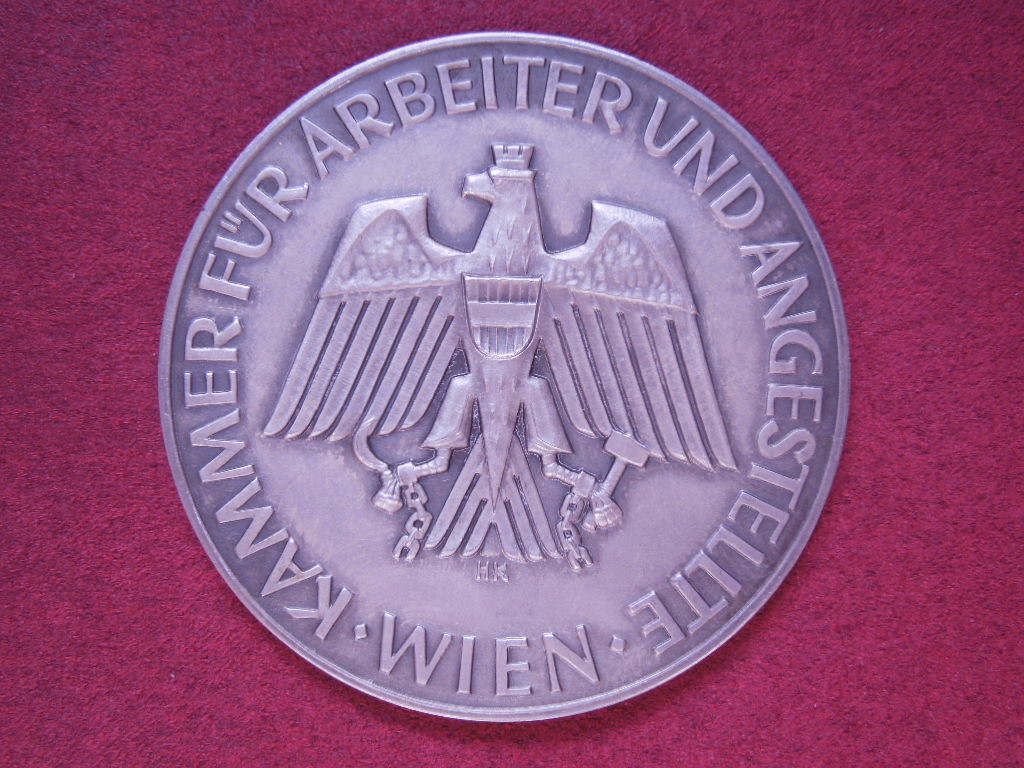 KAMMER FÜR ARBEITER UND ANGESTELLTE
· WIEN ·
HK